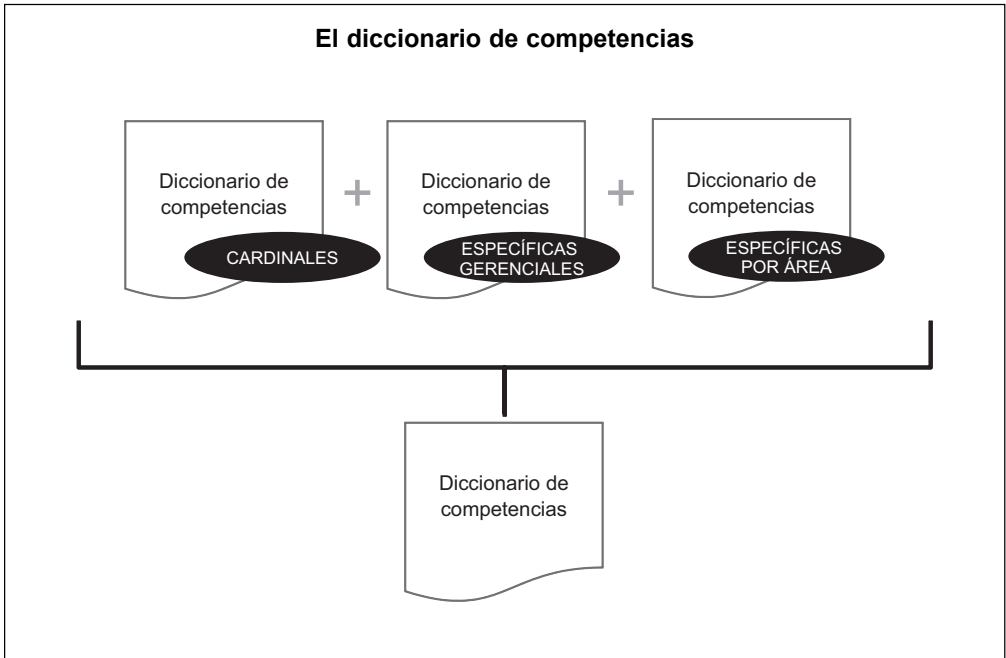 El diccionario de competencias
Diccionario de
competencias
CARDINALES
+
Diccionario de
competencias
ESPECÍFICAS
GERENCIALES
+
Diccionario de
competencias
ESPECÍFICAS
POR ÁREA
Diccionario de
competencias